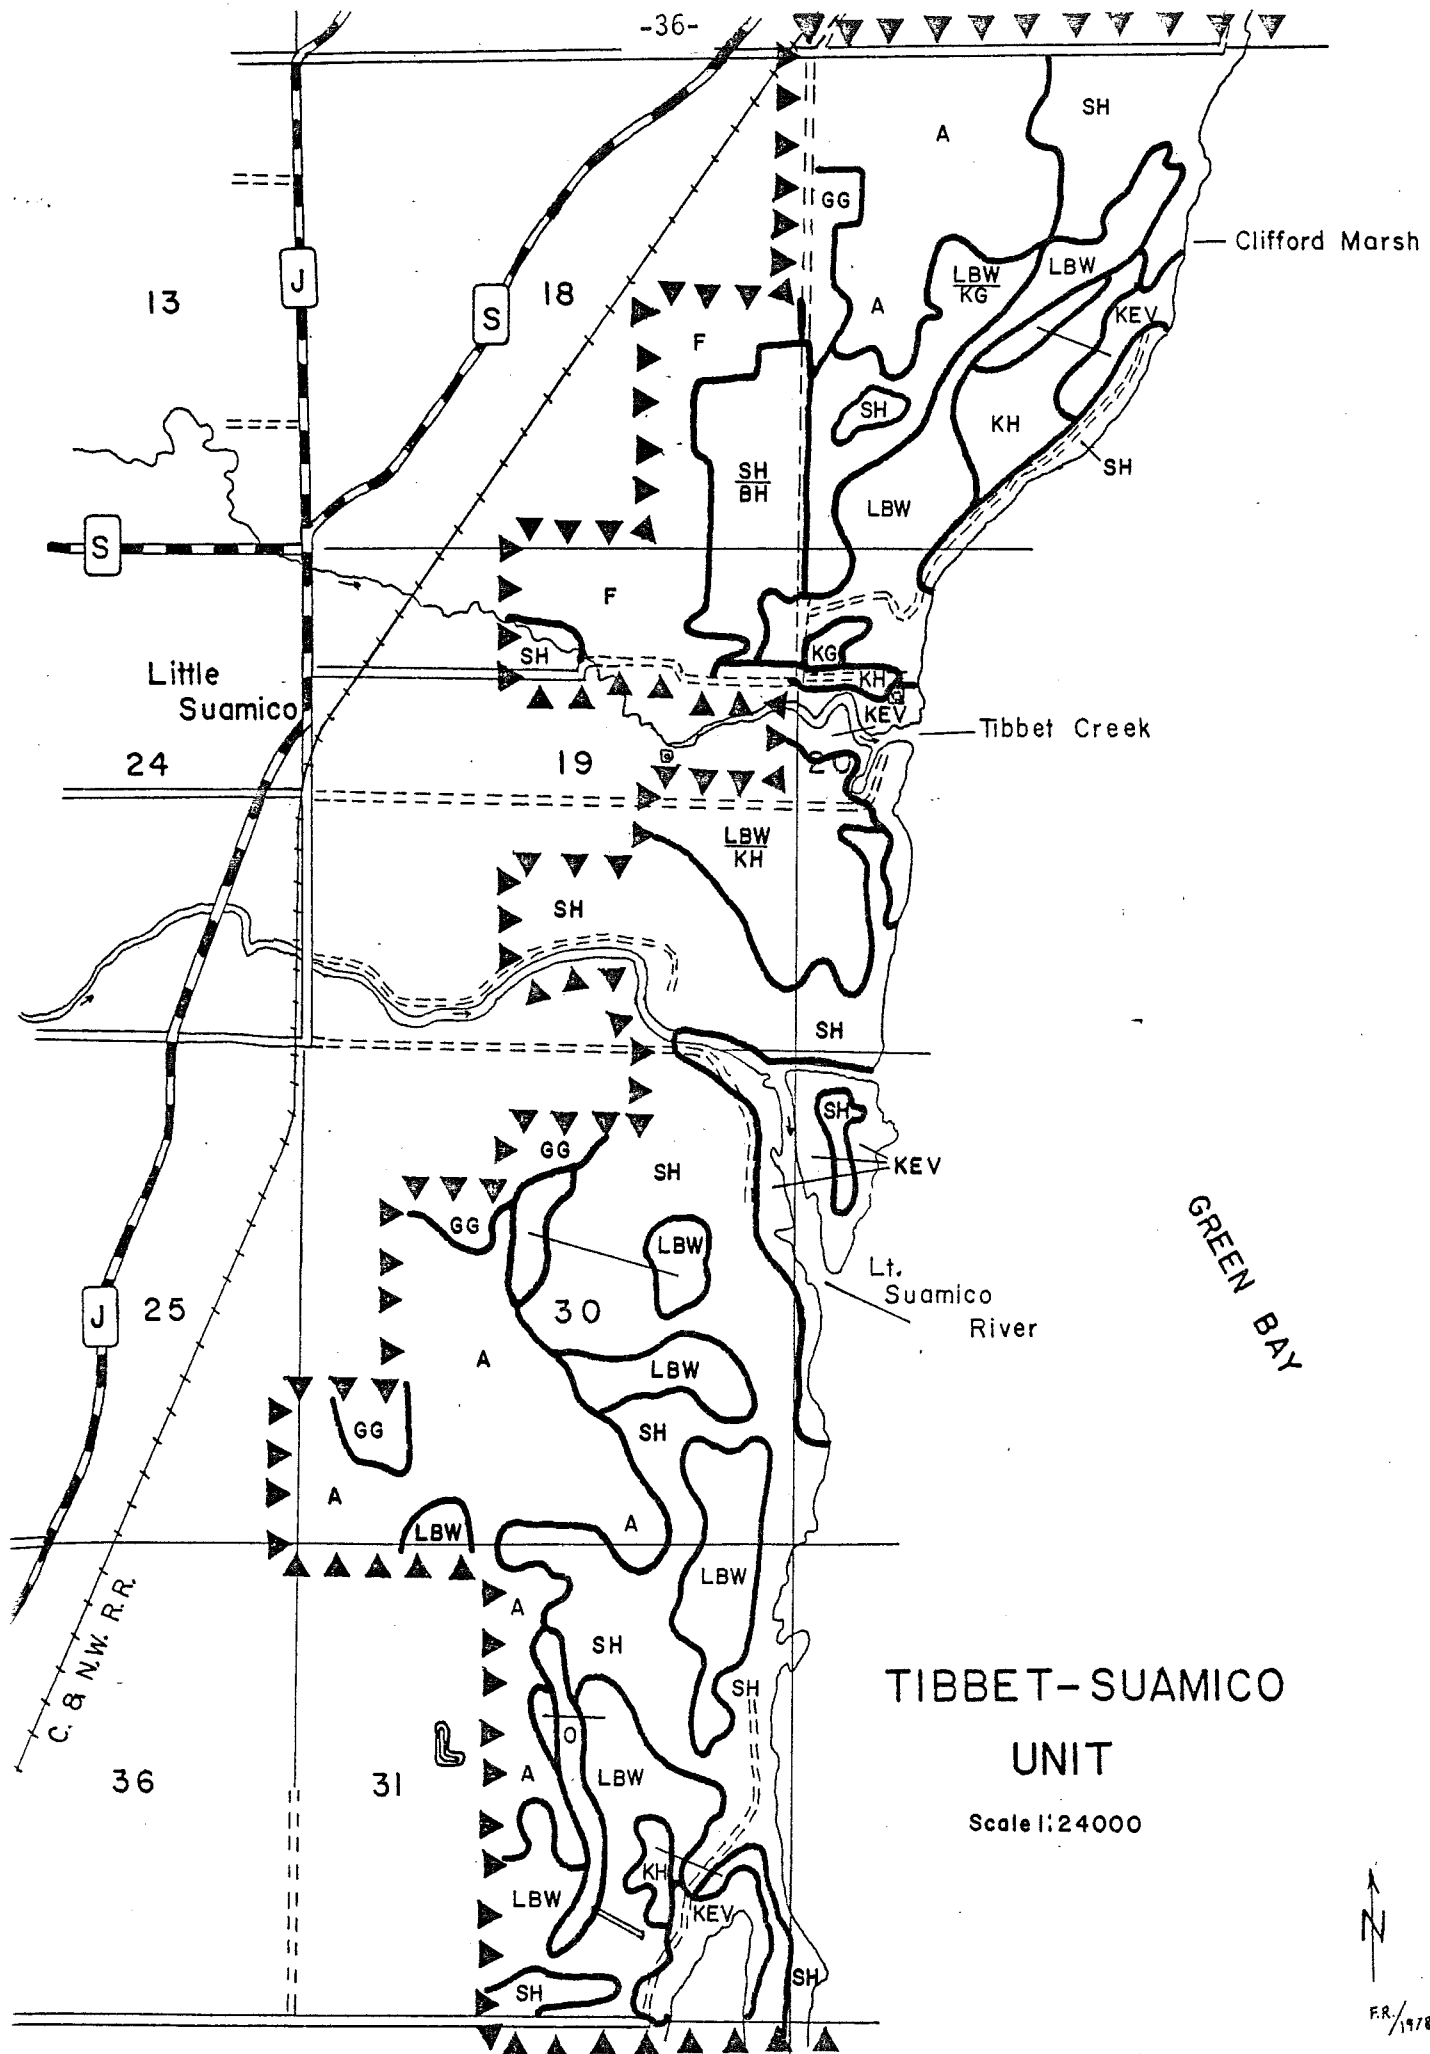 -36-
SH
A
GG
Clifford Marsh
J
LBW
KG
LBW
13
18
S
A
KEV
F
SH
KH
SH
SH
BH
LBW
S
F
KG
SH
Little
Suamico
KH
KEV
Tibbet Creek
24
19
20
LBW
KH
SH
SH
SH
GG
SH
KEV
GG
LBW
GREEN BAY
Lt.
Suamico
River
J
25
30
A
LBW
GG
SH
A
A
LBW
LBW
A
C. & N.W. R.R.
SH
SH
TIBBET-SUAMICO
UNIT
Scale 1:24000
O
36
31
A
LBW
KH
LBW
KEV
N
SH
SH
F.R./1978